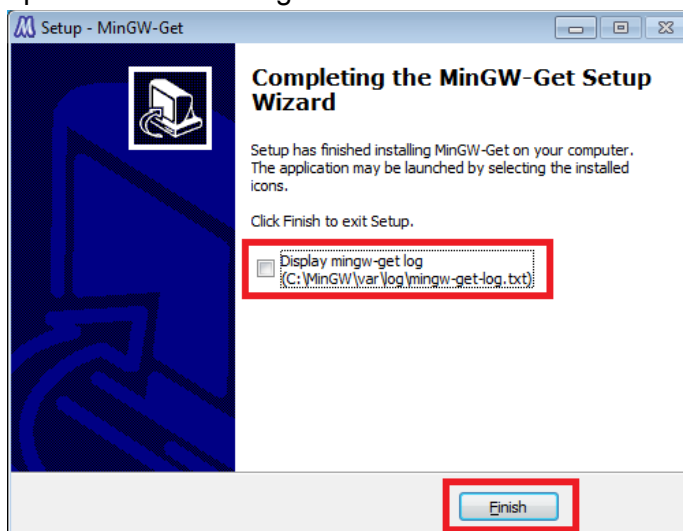 Setup - MinGW-Get
Completing the MinGW-Get Setup
Wizard
Setup has finished installing MinGW-Get on your computer.
The application may be launched by selecting the installed
icons.
Click Finish to exit Setup.
Display mingw-get log
(C:\MinGW\var\log\mingw-get-log.txt)
Finish